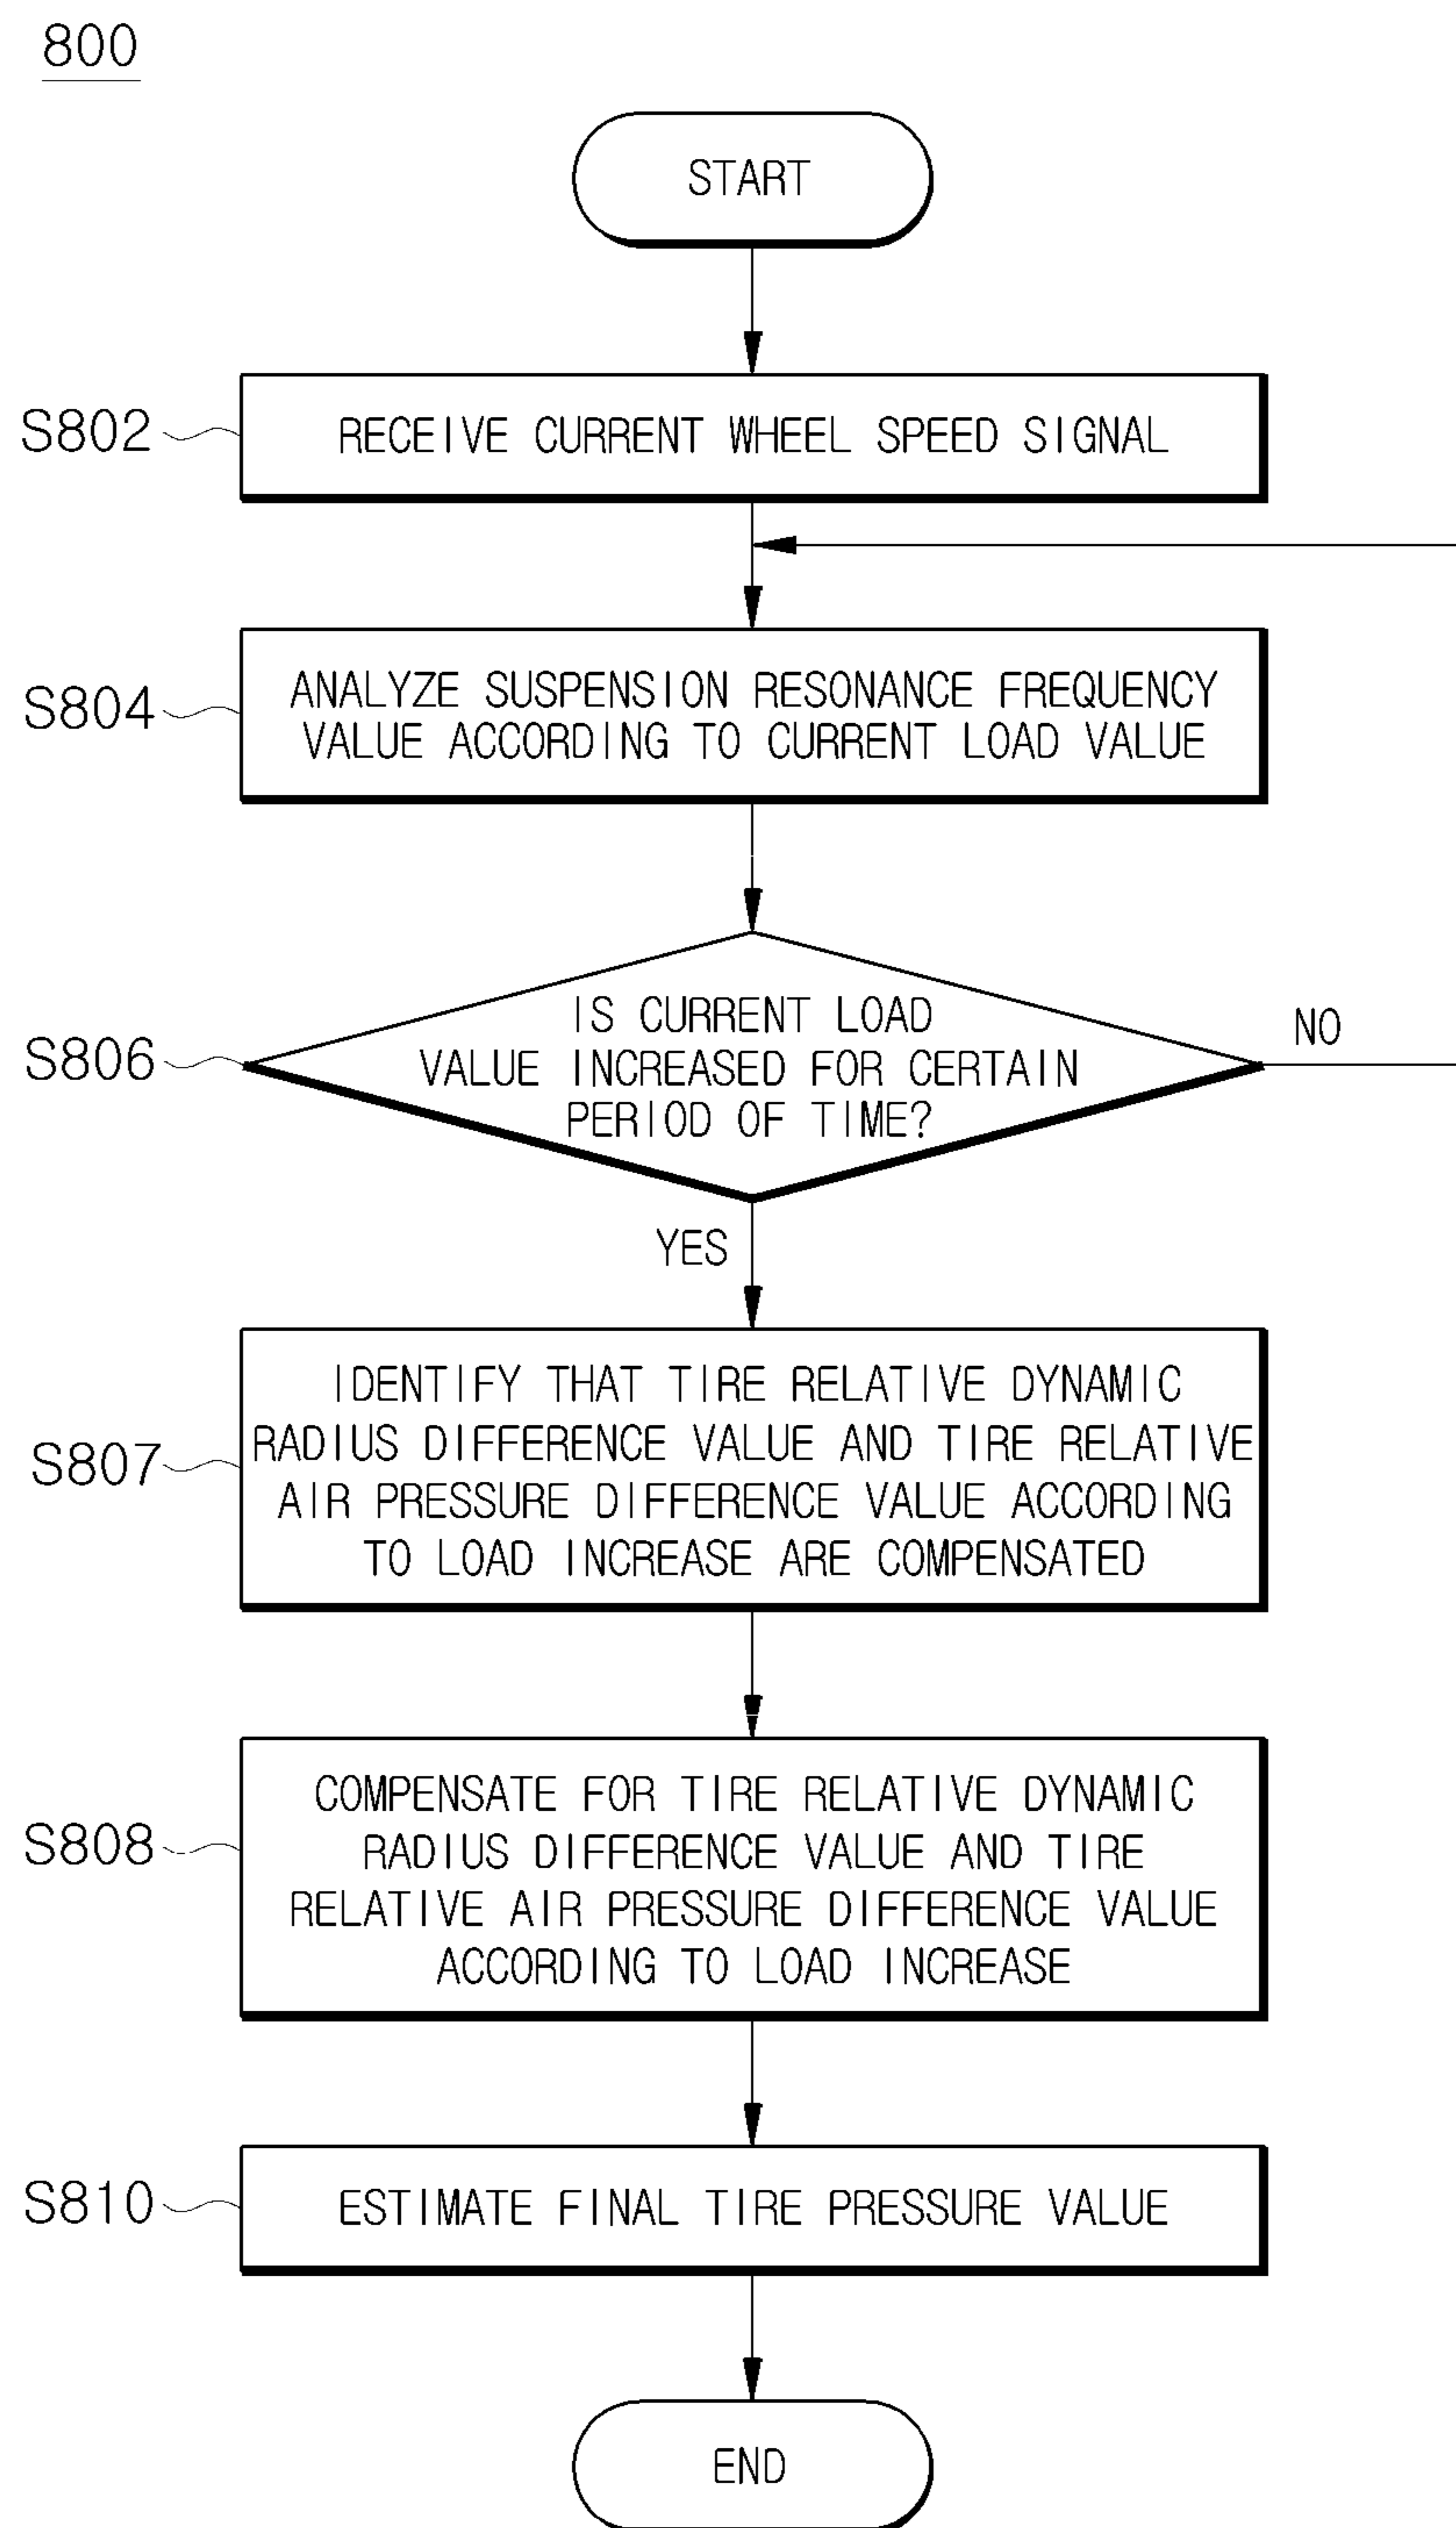 800
START
S802
RECEIVE CURRENT WHEEL SPEED SIGNAL
S804
ANALYZE SUSPENSION RESONANCE FREQUENCY
VALUE ACCORDING TO CURRENT LOAD VALUE
S806
IS CURRENT LOAD
VALUE INCREASED FOR CERTAIN
PERIOD OF TIME?
NO
YES
S807
IDENTIFY THAT TIRE RELATIVE DYNAMIC
RADIUS DIFFERENCE VALUE AND TIRE RELATIVE
AIR PRESSURE DIFFERENCE VALUE ACCORDING
TO LOAD INCREASE ARE COMPENSATED
S808
COMPENSATE FOR TIRE RELATIVE DYNAMIC
RADIUS DIFFERENCE VALUE AND TIRE
RELATIVE AIR PRESSURE DIFFERENCE VALUE
ACCORDING TO LOAD INCREASE
S810
ESTIMATE FINAL TIRE PRESSURE VALUE
END